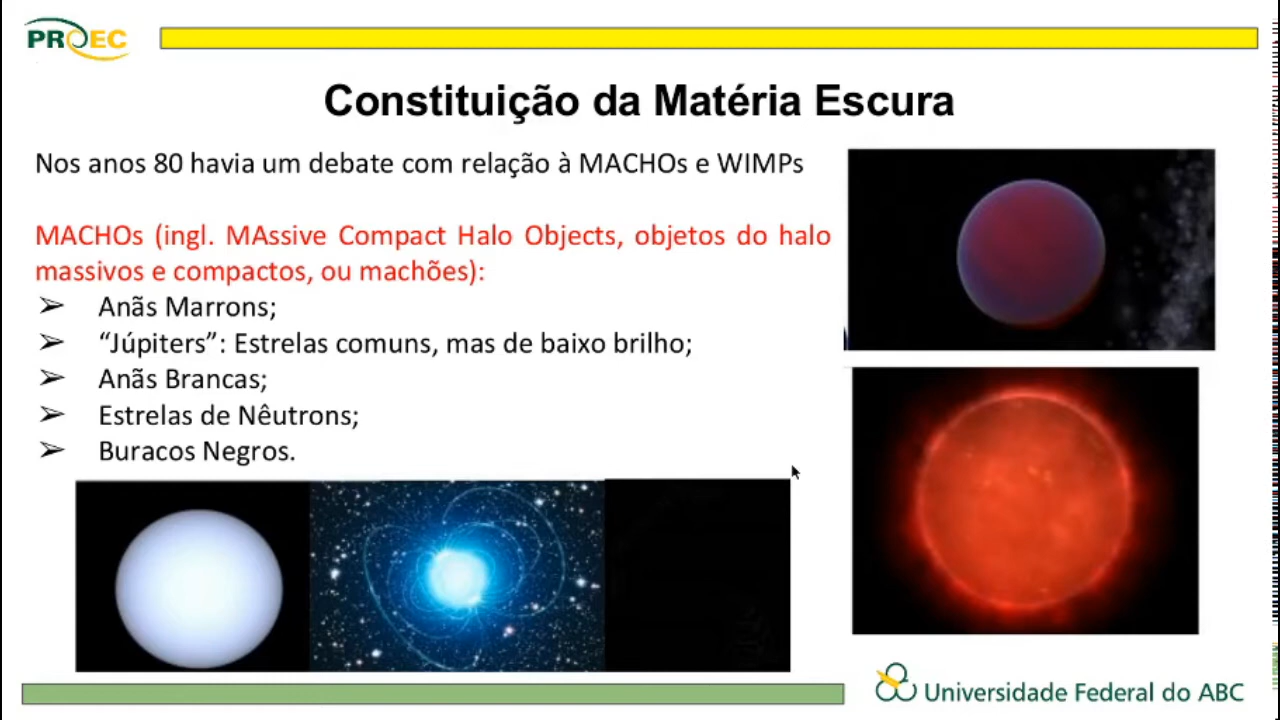 PROEC
Constituição da Matéria Escura
Nos anos 80 havia um debate com relação à MACHOs e WIMPs
MACHOs (ingl. MAssive Compact Halo Objects, objetos do halo
massivos e compactos, ou machões):
➢ Anãs Marrons;
➢ “Júpiters”: Estrelas comuns, mas de baixo brilho;
➢ Anãs Brancas;
➢ Estrelas de Nêutrons;
➢ Buracos Negros.
Universidade Federal do ABC